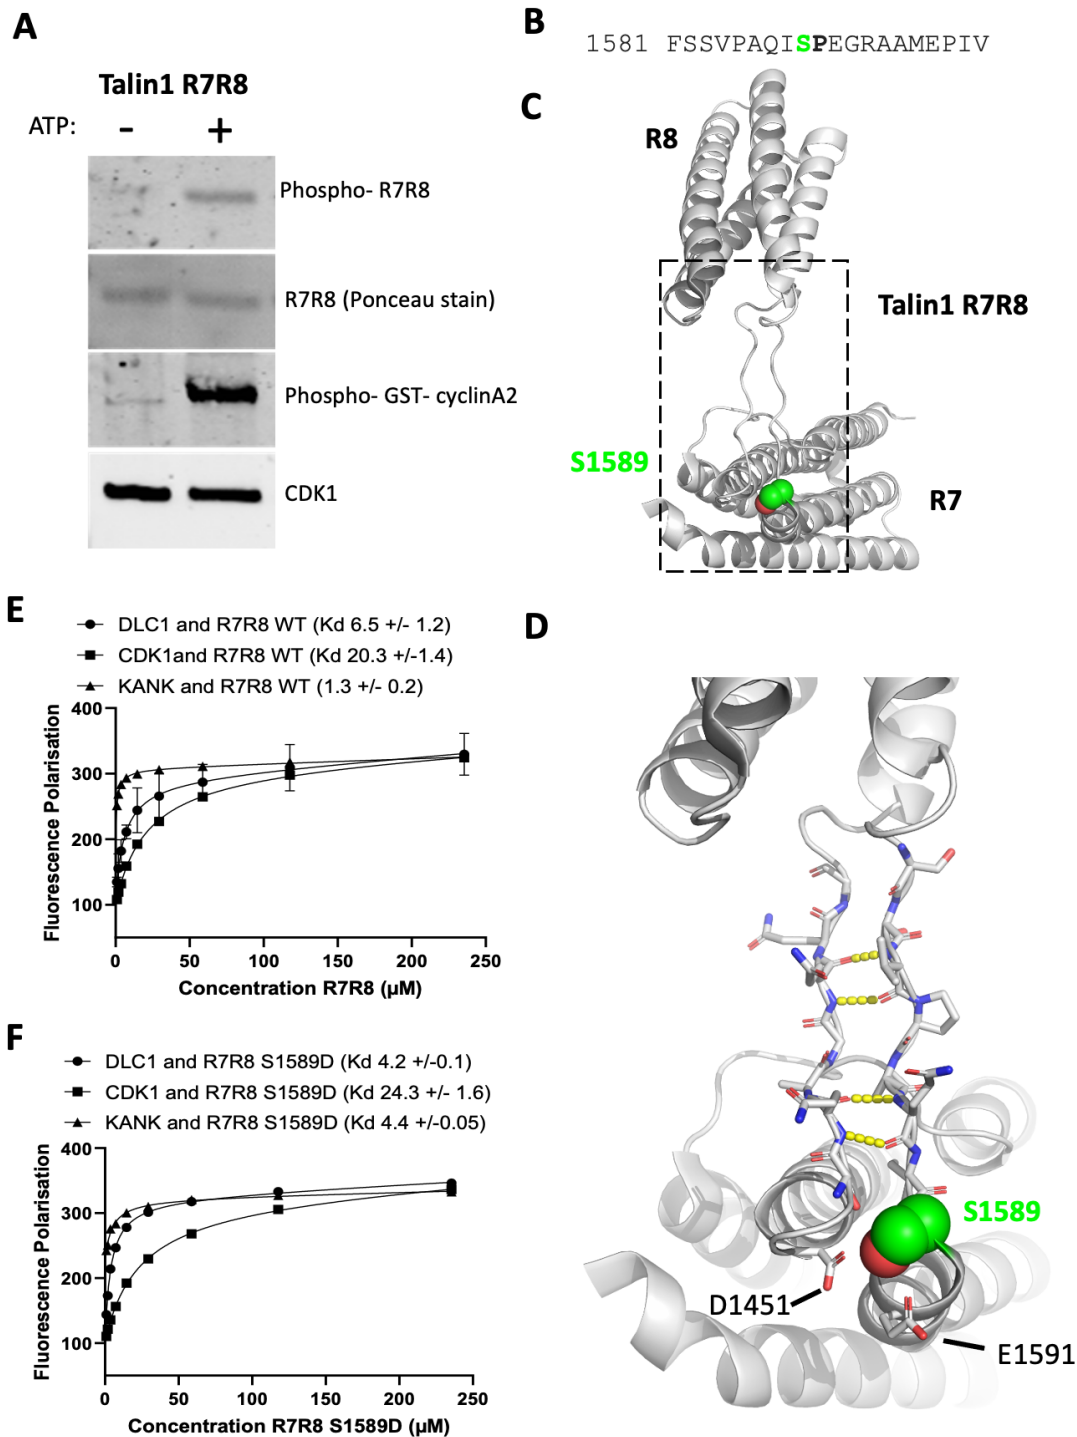 A
Talin1 R7R8
ATP: - +
Phospho- R7R8
R7R8 (Ponceau stain)
Phospho- GST- cyclinA2
CDK1
B
1581 FSSVPAQISPEGRAAMEPIV
C
R8
Talin1 R7R8
S1589
R7
E
DLC1 and R7R8 WT (Kd 6.5 +/- 1.2)
CDK1and R7R8 WT (Kd 20.3 +/-1.4)
KANK and R7R8 WT (1.3 +/- 0.2)
Fluorescence Polarisation
400
300
200
100
0 50 100 150 200 250
Concentration R7R8 (µM)
F
DLC1 and R7R8 S1589D (Kd 4.2 +/-0.1)
CDK1 and R7R8 S1589D (Kd 24.3 +/- 1.6)
KANK and R7R8 S1589D (Kd 4.4 +/-0.05)
Fluorescence Polarisation
400
300
200
100
0 50 100 150 200 250
Concentration R7R8 S1589D (µM)
D
S1589
D1451
E1591